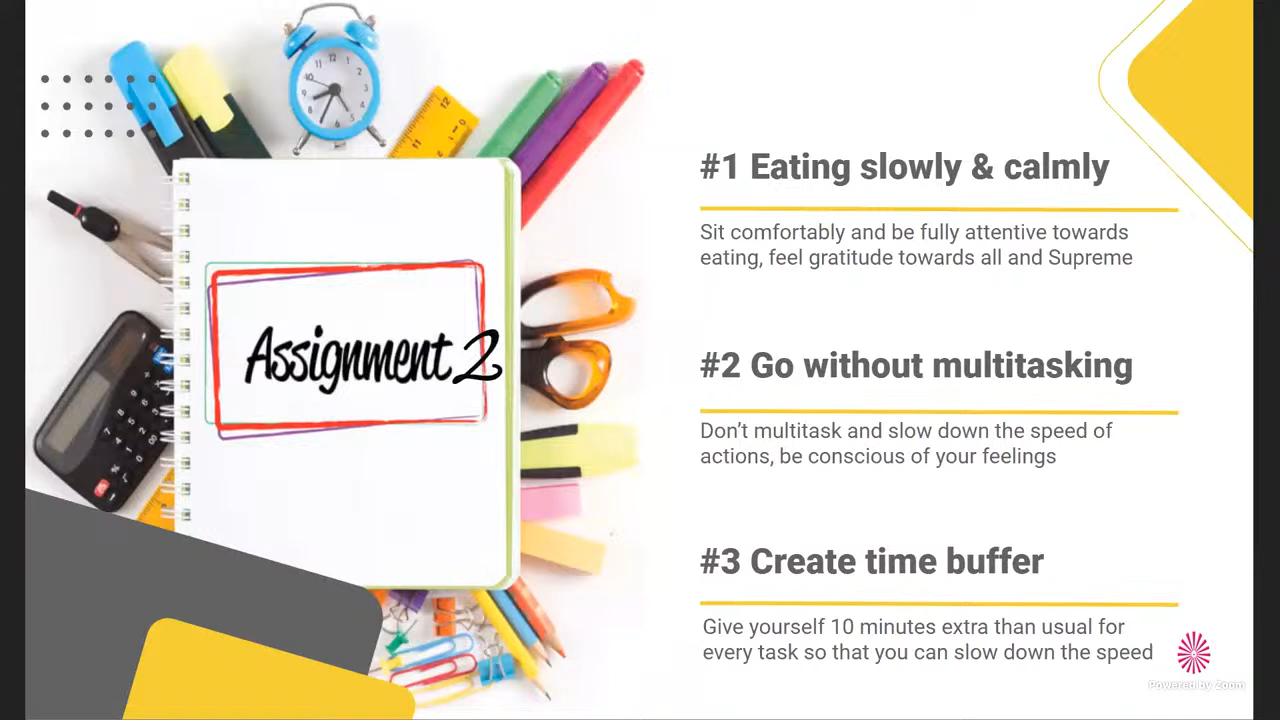 Assignment 2
#1 Eating slowly & calmly
Sit comfortably and be fully attentive towards
eating, feel gratitude towards all and Supreme
#2 Go without multitasking
Don't multitask and slow down the speed of
actions, be conscious of your feelings
#3 Create time buffer
Give yourself 10 minutes extra than usual for
every task so that you can slow down the speed
Powered by Zoom